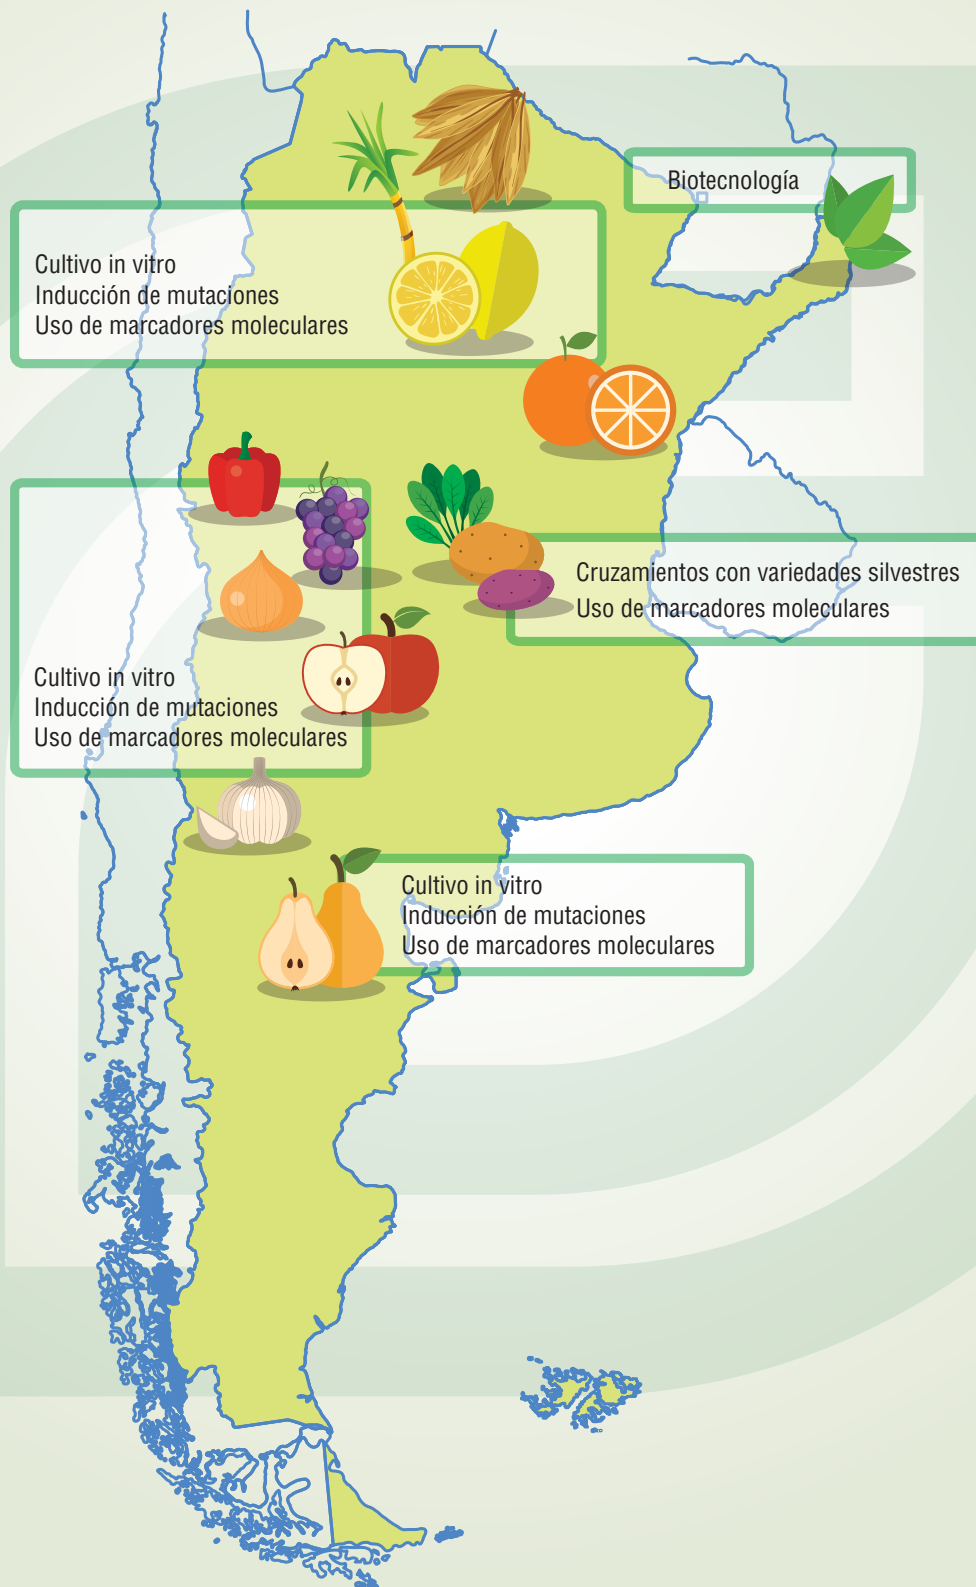 Biotecnología
Cultivo in vitro
Inducción de mutaciones
Uso de marcadores moleculares
Cruzamientos con variedades silvestres
Uso de marcadores moleculares
Cultivo in vitro
Inducción de mutaciones
Uso de marcadores moleculares
Cultivo in vitro
Inducción de mutaciones
Uso de marcadores moleculares